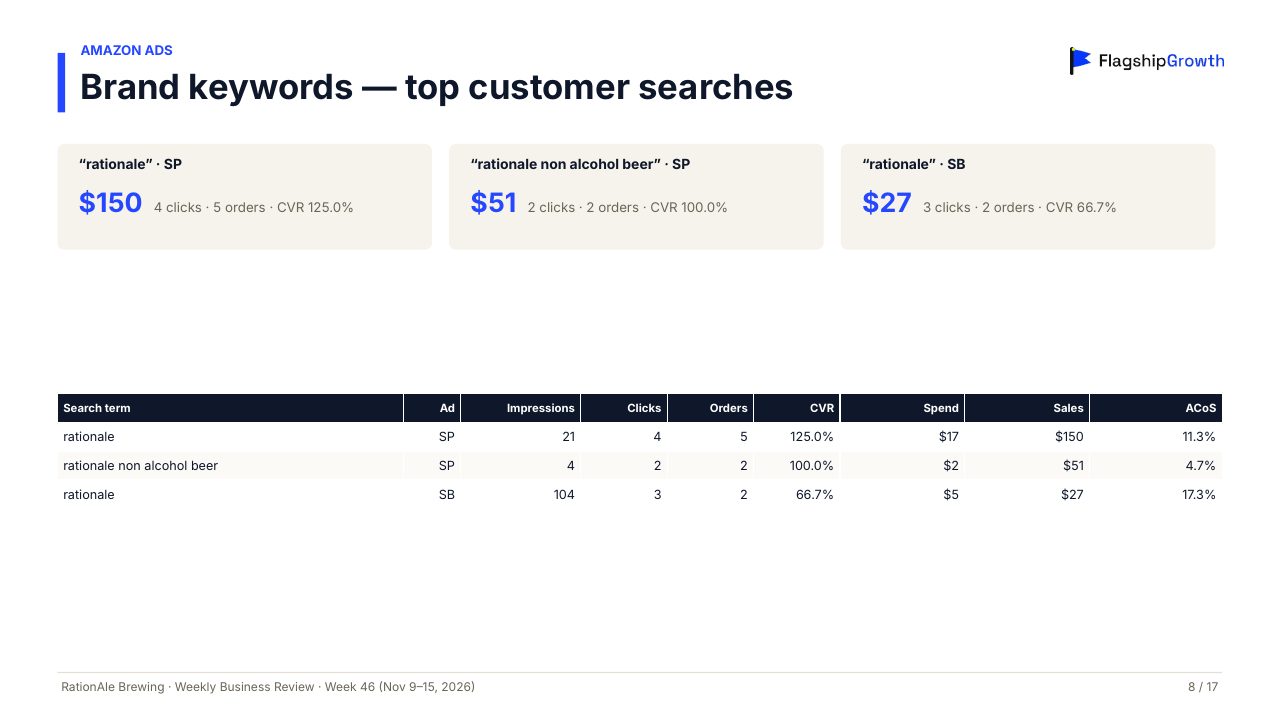 AMAZON ADS
Brand keywords — top customer searches
FlagshipGrowth
“rationale” · SP
$150 4 clicks · 5 orders · CVR 125.0%
“rationale non alcohol beer” · SP
$51 2 clicks · 2 orders · CVR 100.0%
“rationale” · SB
$27 3 clicks · 2 orders · CVR 66.7%
Search term Ad Impressions Clicks Orders CVR Spend Sales ACoS
rationale SP 21 4 5 125.0% $17 $150 11.3%
rationale non alcohol beer SP 4 2 2 100.0% $2 $51 4.7%
rationale SB 104 3 2 66.7% $5 $27 17.3%
RationAle Brewing · Weekly Business Review · Week 46 (Nov 9–15, 2026) 8 / 17